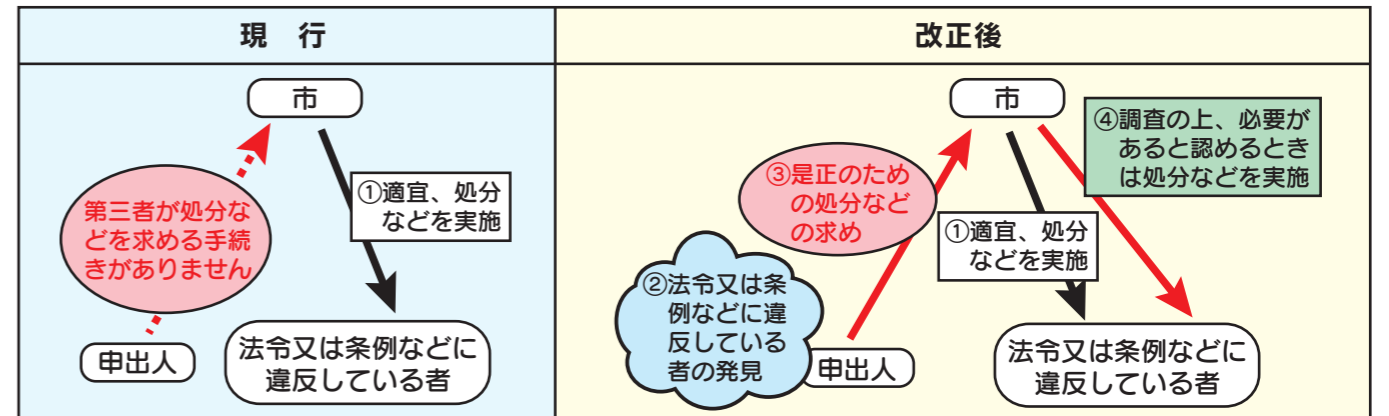 現 行
市
第三者が処分な
どを求める手続
きがありません
①適宜、処分
などを実施
申出人
法令又は条例などに
違反している者
改正後
市
④調査の上、必要が
あると認めるとき
は処分などを実施
③是正のため
の処分など
の求め
①適宜、処分
などを実施
②法令又は条
例などに違
反している
者の発見
申出人
法令又は条例などに
違反している者